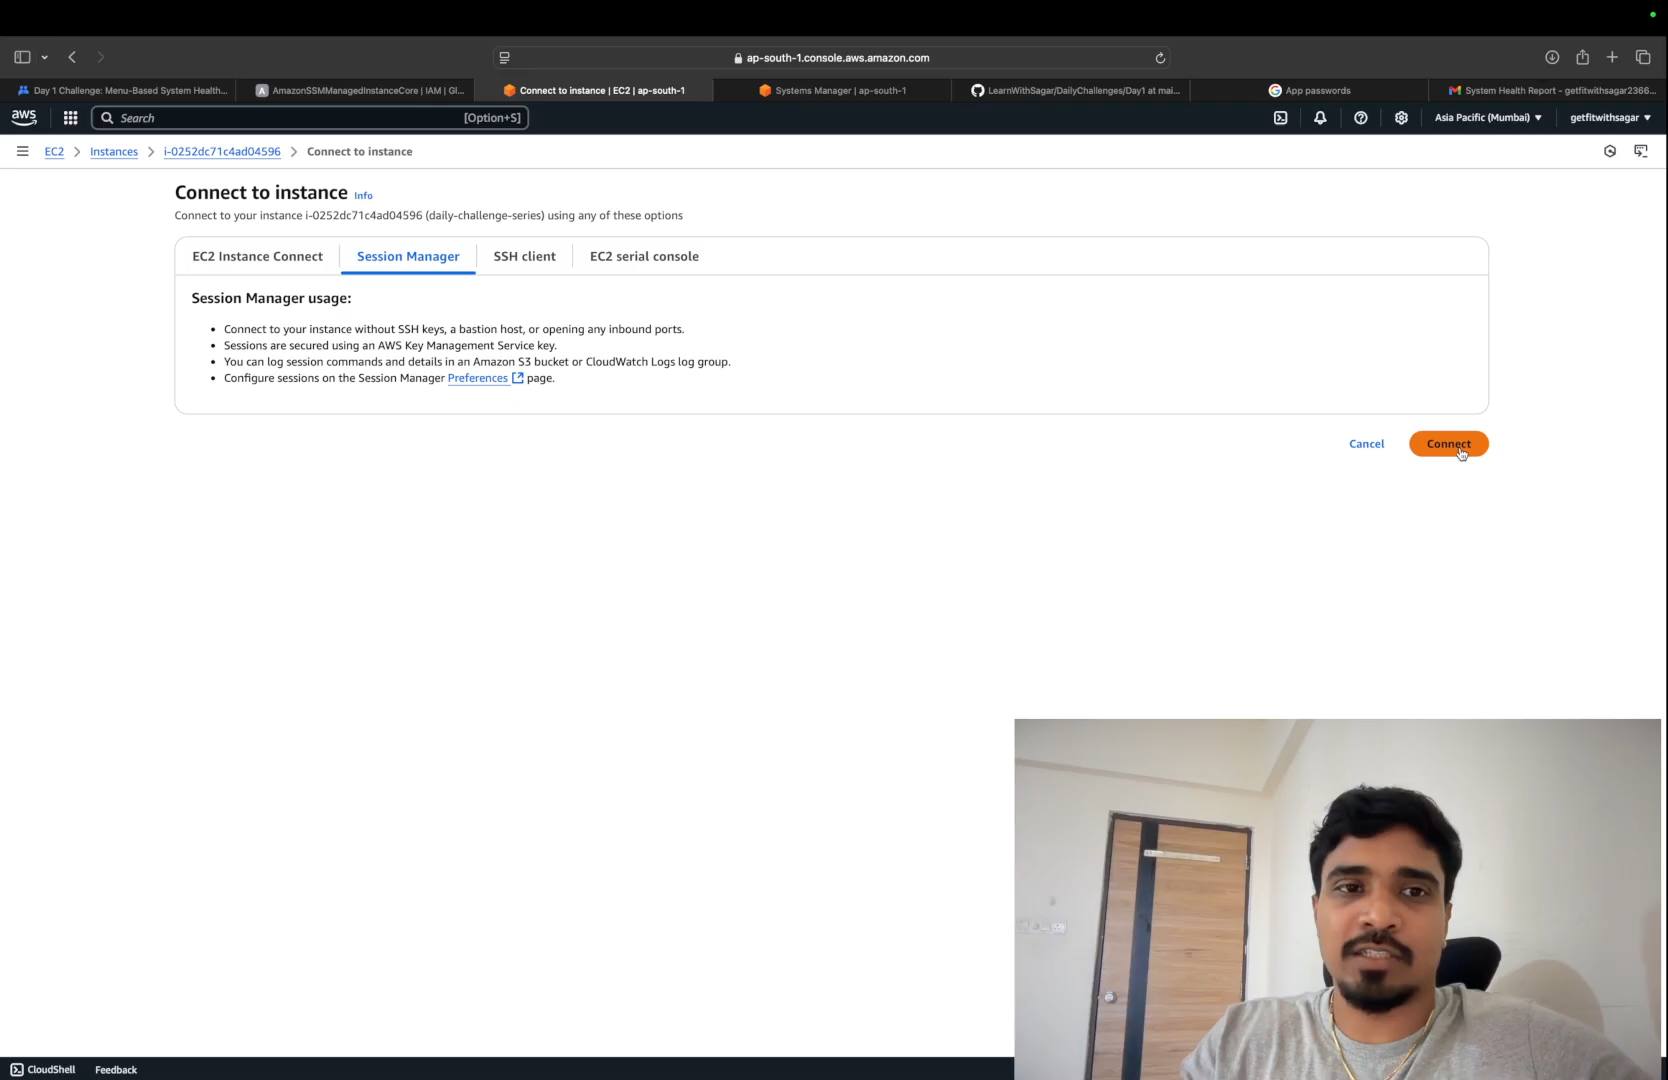 ap-south-1.console.aws.amazon.com
Day 1 Challenge: Menu-Based System Health...
AmazonSSMManagedInstanceCore | IAM | Gl...
Connect to instance | EC2 | ap-south-1
Systems Manager | ap-south-1
LearnWithSagar/DailyChallenges/Day1 at mai...
App passwords
System Health Report - getfitwithsagar2366...
aws
Search
[Option+S]
Asia Pacific (Mumbai)
getfitwithsagar
EC2
Instances
i-0252dc71c4ad04596
Connect to instance
Connect to instance Info
Connect to your instance i-0252dc71c4ad04596 (daily-challenge-series) using any of these options
EC2 Instance Connect
Session Manager
SSH client
EC2 serial console
Session Manager usage:
• Connect to your instance without SSH keys, a bastion host, or opening any inbound ports.
• Sessions are secured using an AWS Key Management Service key.
• You can log session commands and details in an Amazon S3 bucket or CloudWatch Logs log group.
• Configure sessions on the Session Manager Preferences page.
Cancel
Connect
CloudShell
Feedback